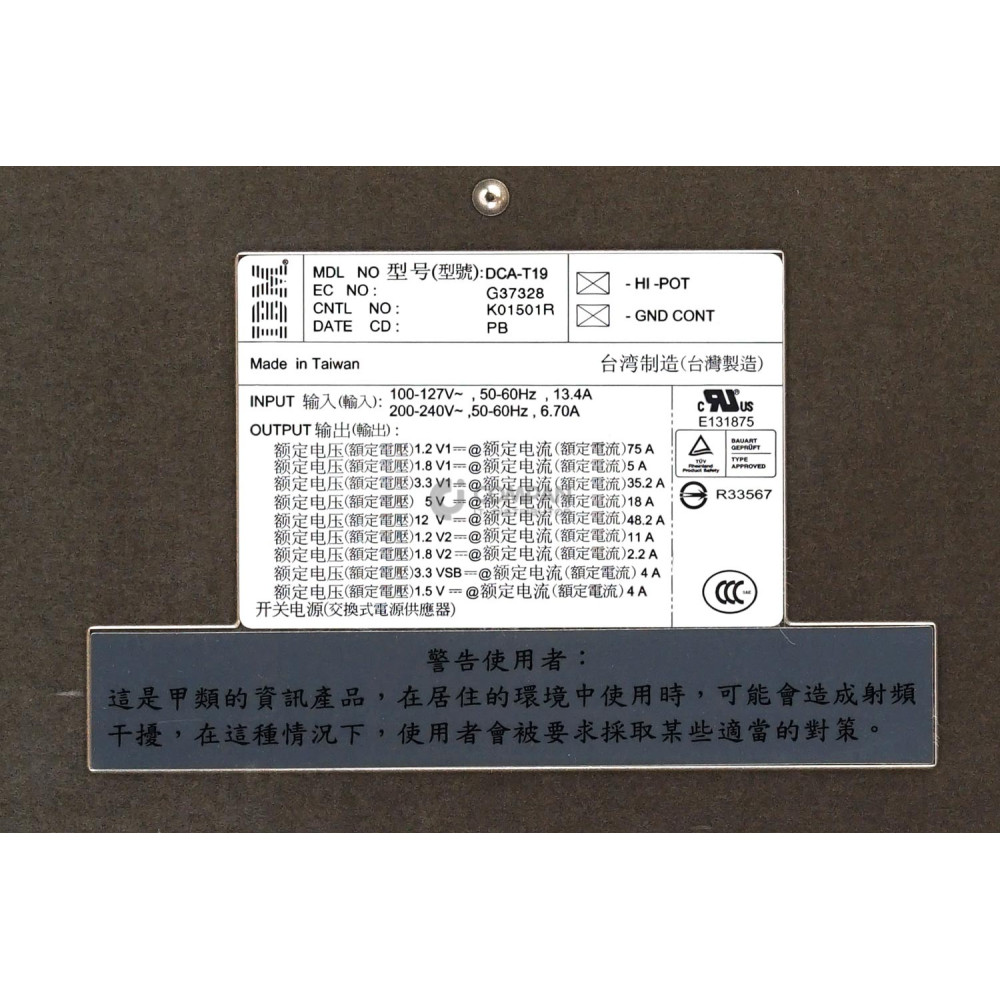 IBM
MDL NO 型号(型號):DCA-T19
EC NO: G37328
CNTL NO: K01501R
DATE CD: PB
- HI -POT
- GND CONT
Made in Taiwan 台湾制造(台灣製造)
INPUT 输入(輸入): 100-127V~ , 50-60Hz , 13.4A
200-240V~ ,50-60Hz , 6.70A
OUTPUT 输出(輸出):
额定电压(額定電壓)1.2 V1⎓@额定电流(額定電流)75 A
额定电压(額定電壓)1.8 V1⎓@额定电流(額定電流)5 A
额定电压(額定電壓)3.3 V1⎓@额定电流(額定電流)35.2 A
额定电压(額定電壓) 5 V⎓@额定电流(額定電流)18 A
额定电压(額定電壓)12 V⎓@额定电流(額定電流)48.2 A
额定电压(額定電壓)1.2 V2⎓@额定电流(額定電流)11 A
额定电压(額定電壓)1.8 V2⎓@额定电流(額定電流)2.2 A
额定电压(額定電壓)3.3 VSB⎓@额定电流(額定電流) 4 A
额定电压(額定電壓)1.5 V⎓@额定电流(額定電流)4 A
开关电源(交換式電源供應器)
c RU® US
E131875
TÜV
Rheinland
Product Safety
BAUART
GEPRÜFT
TYPE
APPROVED
R33567
CCC
警告使用者：
這是甲類的資訊產品，在居住的環境中使用時，可能會造成射頻
干擾，在這種情況下，使用者會被要求採取某些適當的對策。